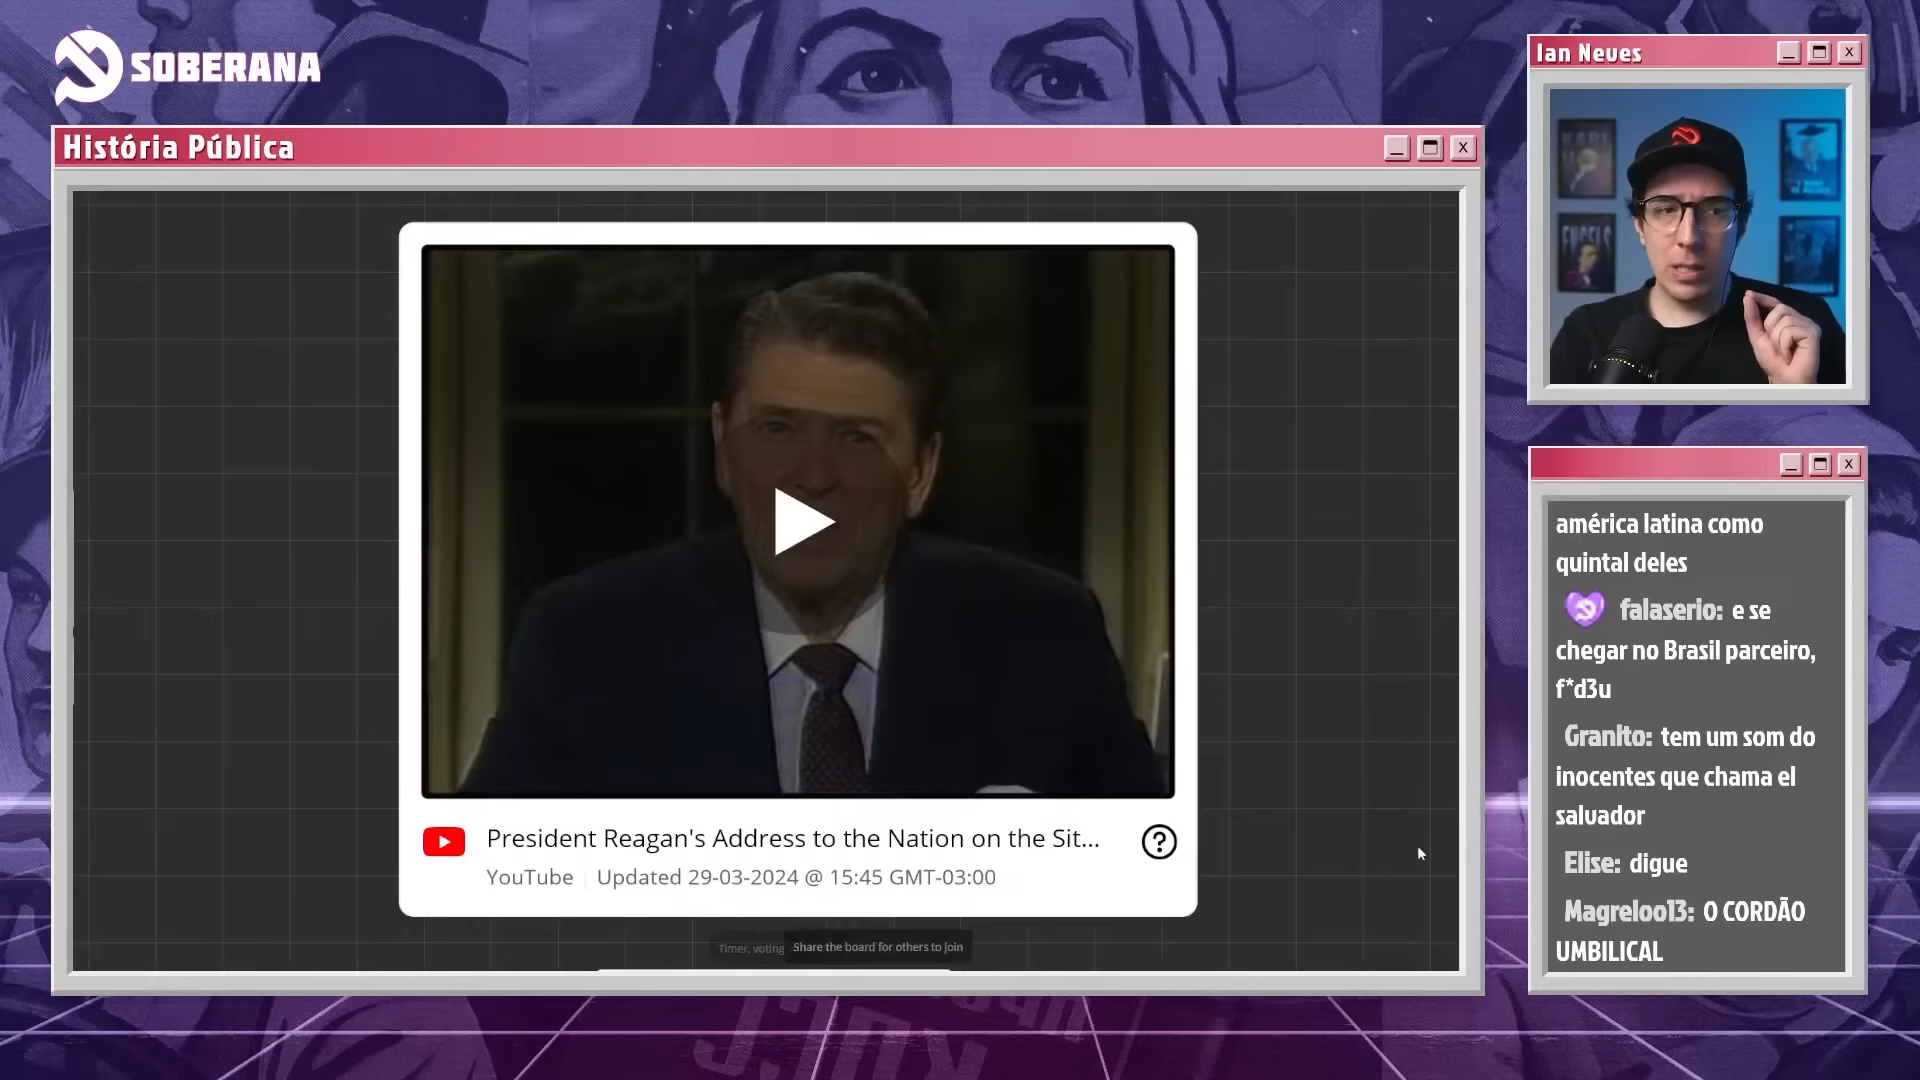 SOBERANA
História Pública
President Reagan's Address to the Nation on the Sit...
YouTube
Updated 29-03-2024 @ 15:45 GMT-03:00
Timer, voting
Share the board for others to join
Ian Neves
KARL
ENGELS
américa latina como
quintal deles
falaserio: e se
chegar no Brasil parceiro,
f*d3u
Granito: tem um som do
inocentes que chama el
salvador
Elise: digue
Magreloo13: O CORDÃO
UMBILICAL